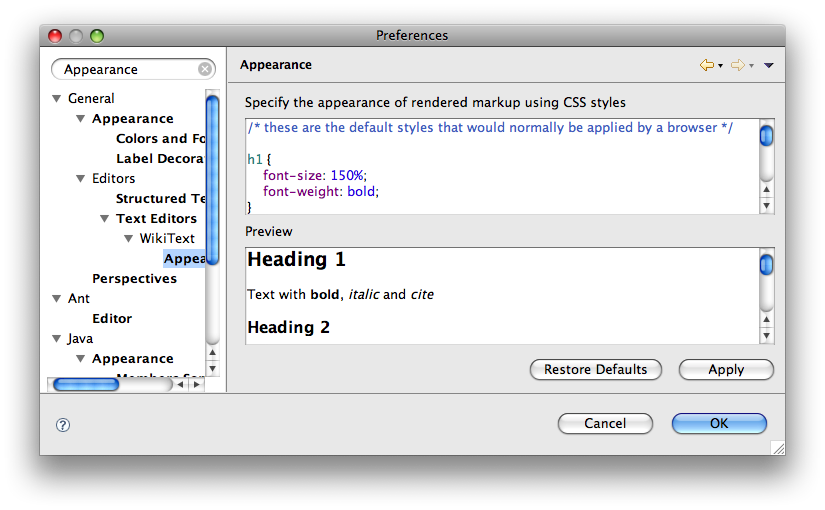 Preferences
Appearance
General
Appearance
Colors and Fo
Label Decora
Editors
Structured Te
Text Editors
WikiText
Appea
Perspectives
Ant
Editor
Java
Appearance
Appearance
Specify the appearance of rendered markup using CSS styles
/* these are the default styles that would normally be applied by a browser */
h1 {
font-size: 150%;
font-weight: bold;
}
Preview
Heading 1
Text with bold, italic and cite
Heading 2
Restore Defaults
Apply
?
Cancel
OK